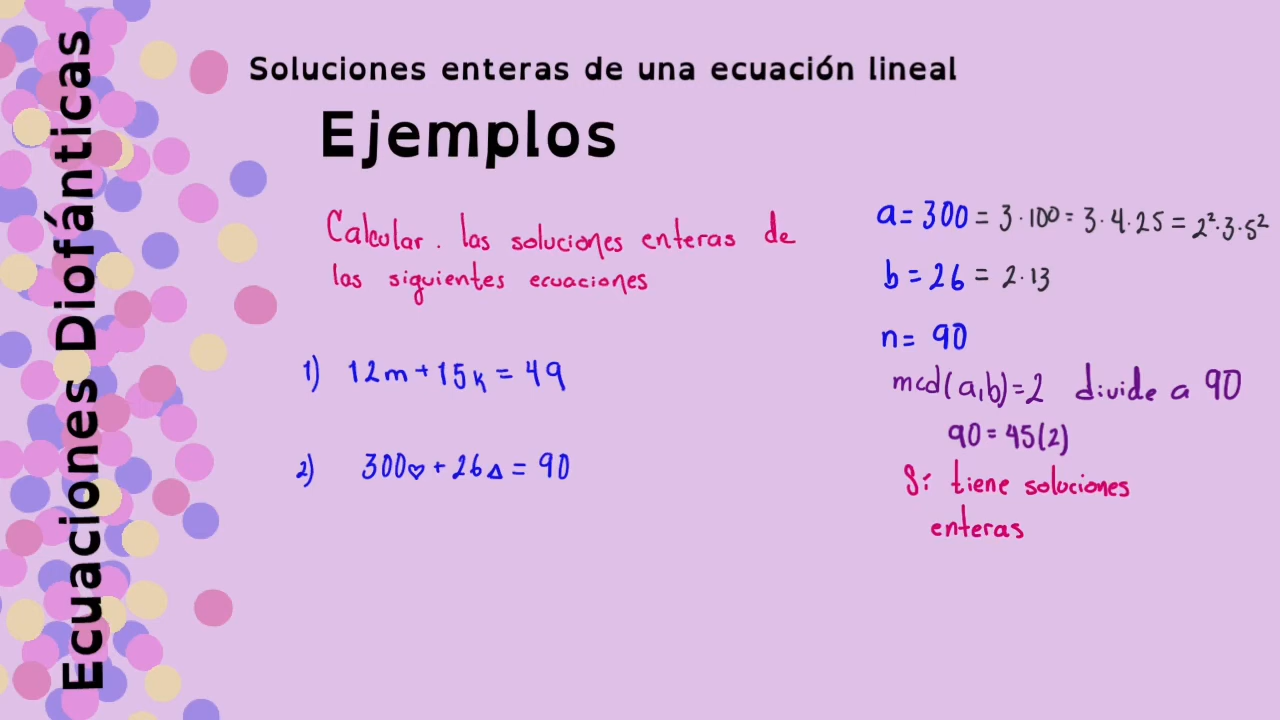 Ecuaciones Diofánticas
Soluciones enteras de una ecuación lineal
Ejemplos
Calcular. las soluciones enteras de
las siguientes ecuaciones
1) 12m + 15k = 49
2) 300♡ + 26△ = 90
a = 300 = 3·100 = 3·4·25 = 2²·3·5²
b = 26 = 2·13
n = 90
mcd(a,b) = 2 divide a 90
90 = 45(2)
Si tiene soluciones
enteras